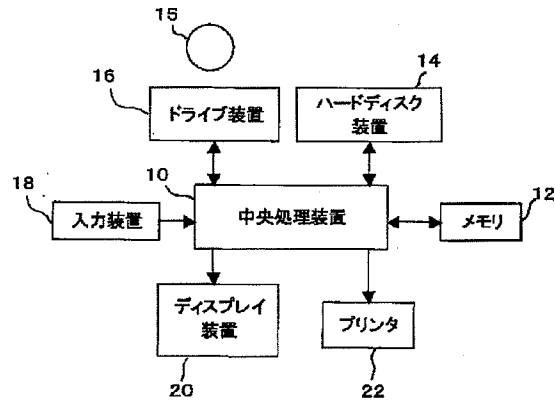 15
16
14
ドライブ装置
ハードディスク
装置
10
18
入力装置
中央処理装置
メモリ
12
ディスプレイ
装置
プリンタ
20
22